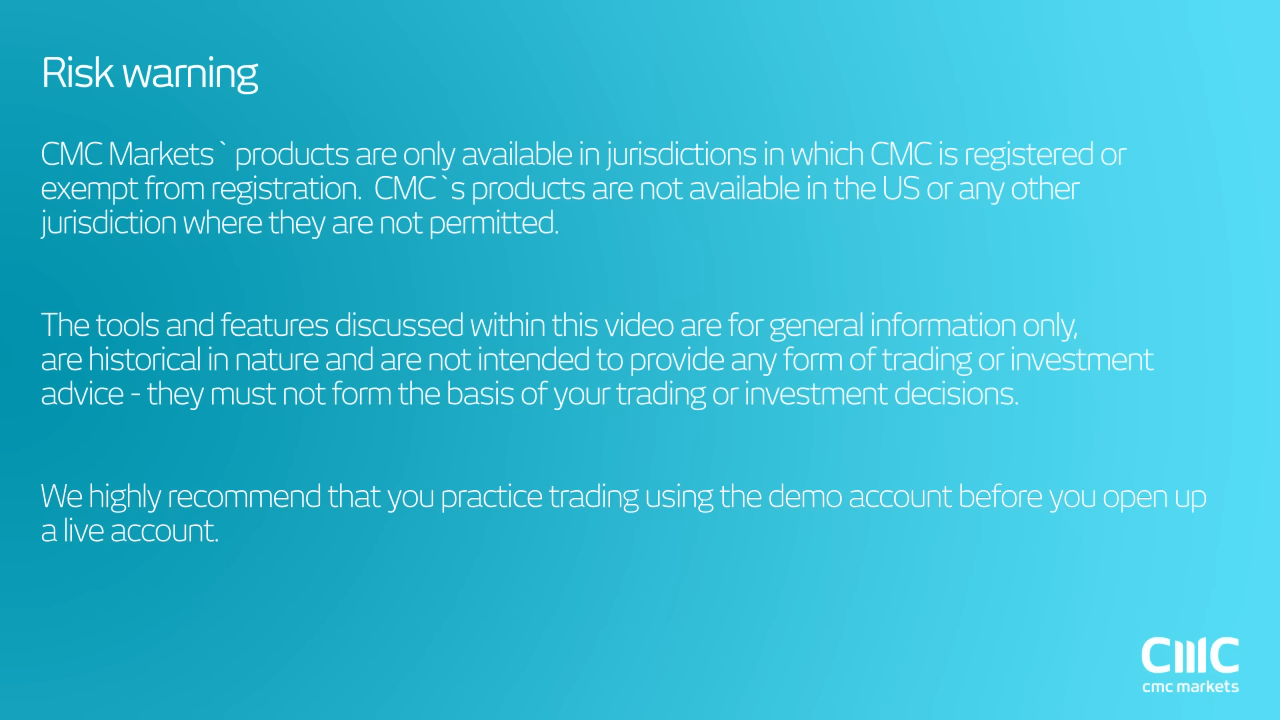 Risk warning
CMC Markets` products are only available in jurisdictions in which CMC is registered or
exempt from registration.  CMC`s products are not available in the US or any other
jurisdiction where they are not permitted.
The tools and features discussed within this video are for general information only,
are historical in nature and are not intended to provide any form of trading or investment
advice - they must not form the basis of your trading or investment decisions.
We highly recommend that you practice trading using the demo account before you open up
a live account.
CMC
cmc markets